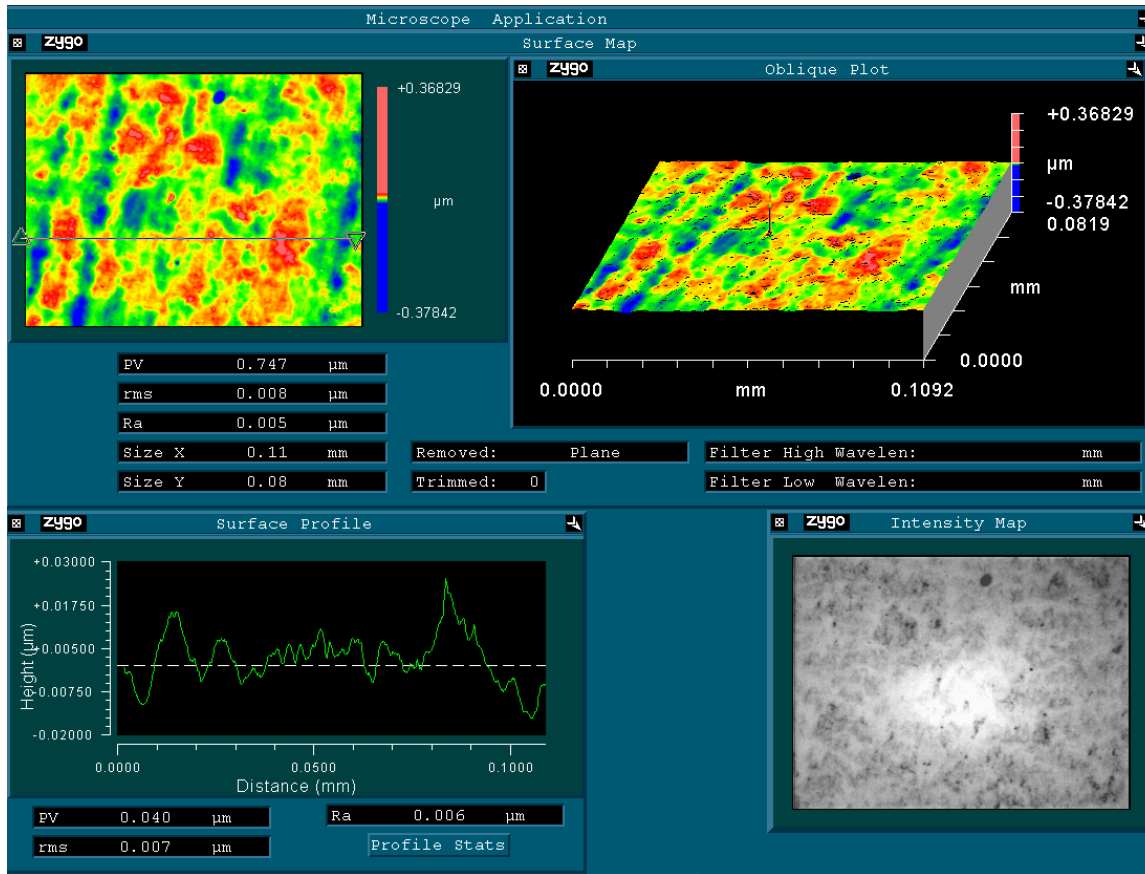 Microscope Application
zygo Surface Map
+0.36829
µm
-0.37842
zygo Oblique Plot
+0.36829
µm
-0.37842
0.0819
mm
0.0000
0.0000 mm 0.1092
PV 0.747 µm
rms 0.008 µm
Ra 0.005 µm
Size X 0.11 mm
Size Y 0.08 mm
Removed: Plane
Trimmed: 0
Filter High Wavelen: mm
Filter Low Wavelen: mm
zygo Surface Profile
+0.03000
+0.01750
+0.00500
-0.00750
-0.02000
Height (µm)
0.0000 0.0500 0.1000
Distance (mm)
PV 0.040 µm
rms 0.007 µm
Ra 0.006 µm
Profile Stats
zygo Intensity Map